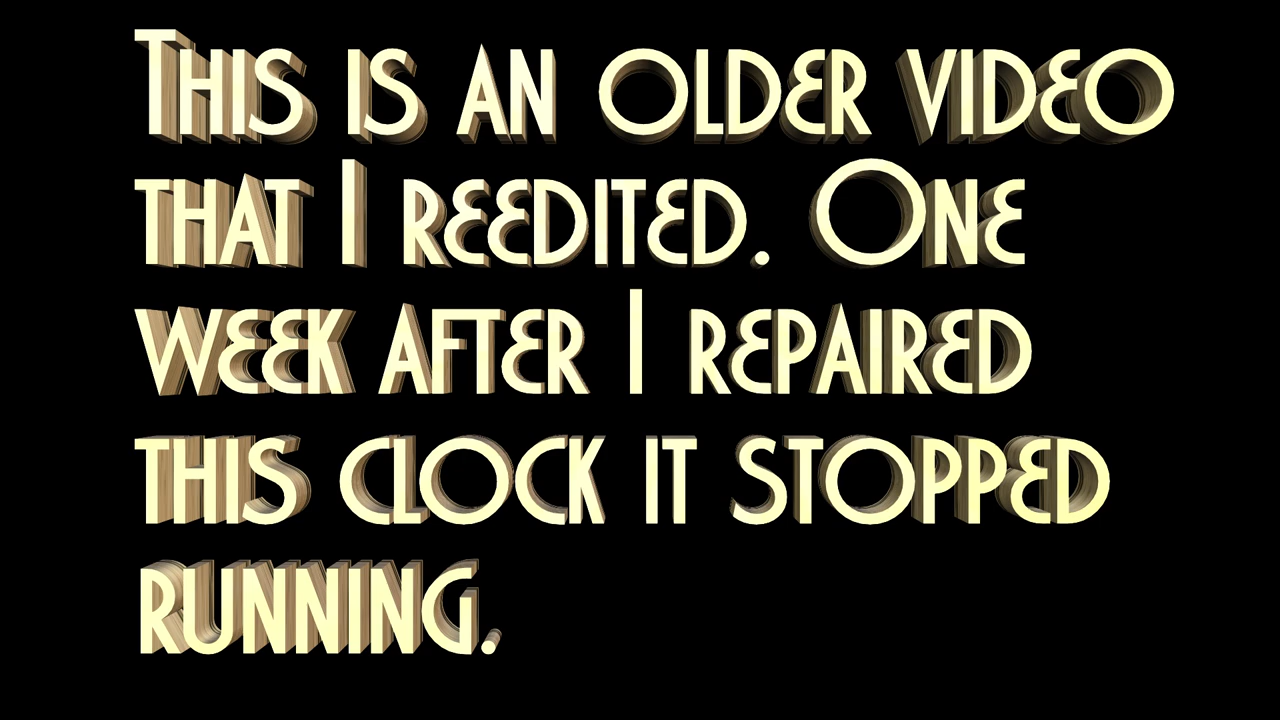 This is an older video
that I reedited. One
week after I repaired
this clock it stopped
running.